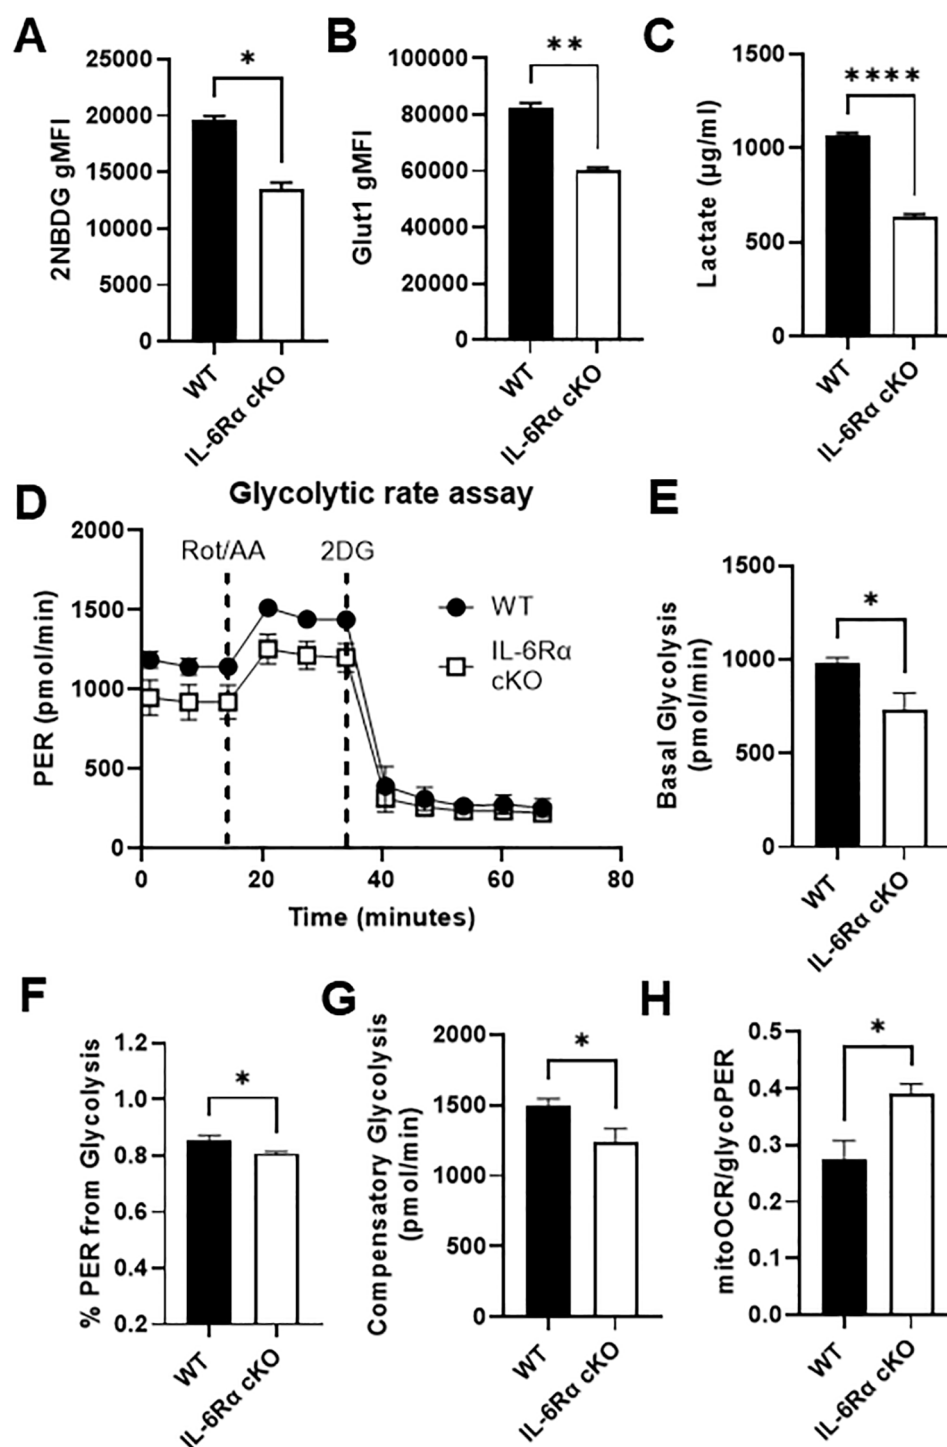 A
2NBDG gMFI
25000
20000
15000
10000
5000
0
*
WT
IL-6Rα cKO
B
Glut1 gMFI
100000
80000
60000
40000
20000
0
**
WT
IL-6Rα cKO
C
Lactate (µg/ml)
1500
1000
500
0
****
WT
IL-6Rα cKO
D
Glycolytic rate assay
PER (pmol/min)
2000
1500
1000
500
0
Rot/AA
2DG
WT
IL-6Rα
cKO
0 20 40 60 80
Time (minutes)
E
Basal Glycolysis
(pmol/min)
1500
1000
500
0
*
WT
IL-6Rα cKO
F
% PER from Glycolysis
1.2
1.0
0.8
0.6
0.4
0.2
*
WT
IL-6Rα cKO
G
Compensatory Glycolysis
(pmol/min)
2000
1500
1000
500
0
*
WT
IL-6Rα cKO
H
mitoOCR/glycoPER
0.5
0.4
0.3
0.2
0.1
0.0
*
WT
IL-6Rα cKO